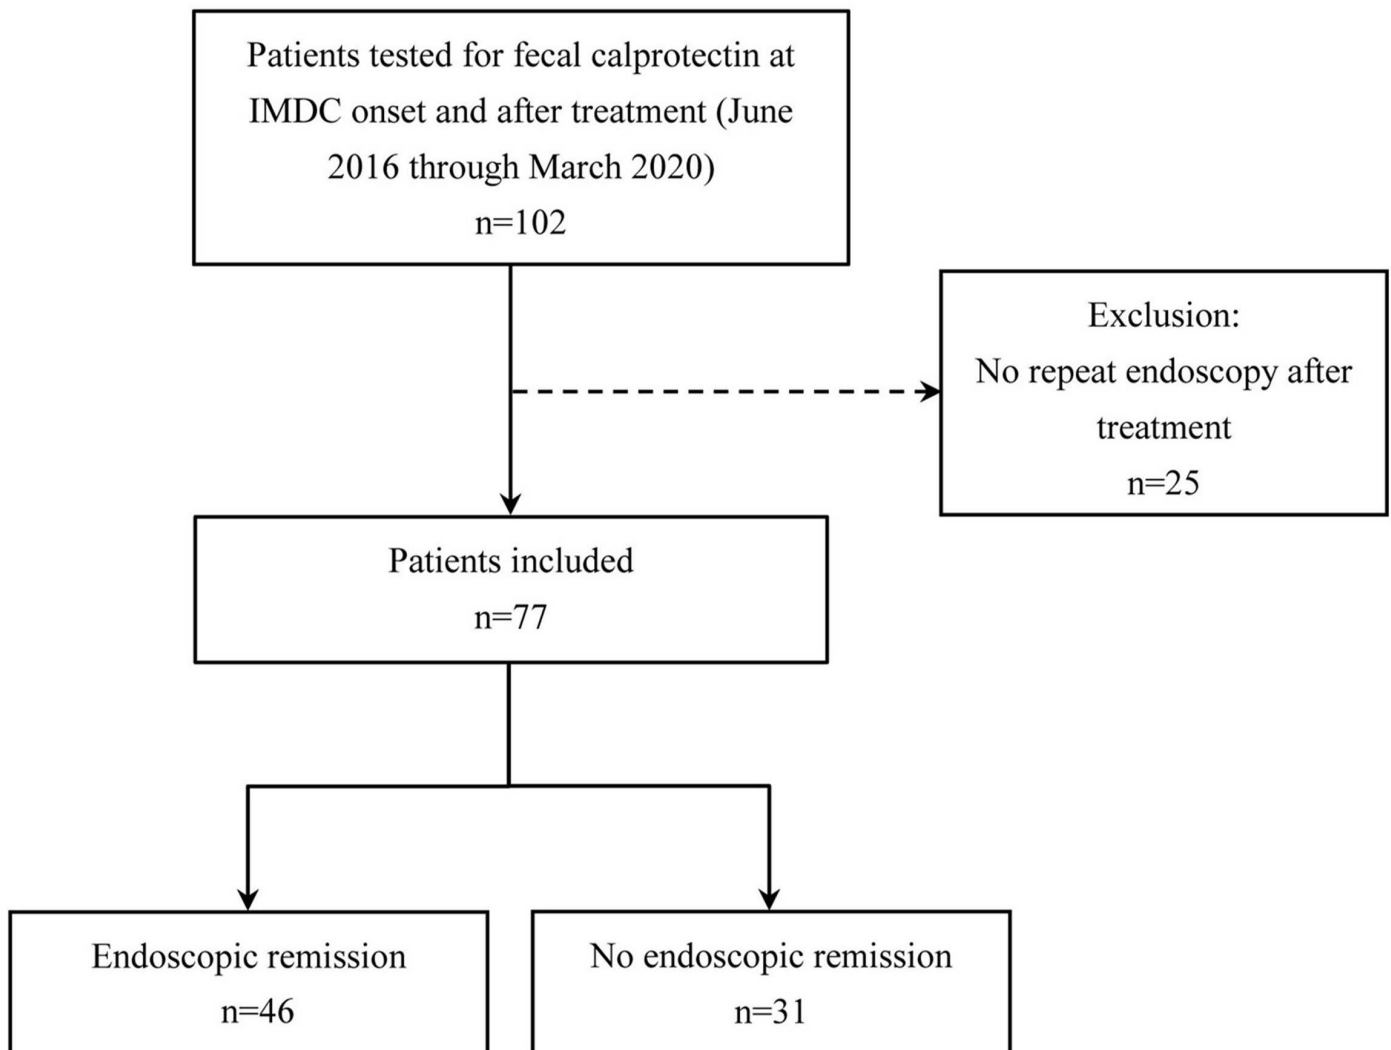 Patients tested for fecal calprotectin at
IMDC onset and after treatment (June
2016 through March 2020)
n=102
Exclusion:
No repeat endoscopy after
treatment
n=25
Patients included
n=77
Endoscopic remission
n=46
No endoscopic remission
n=31